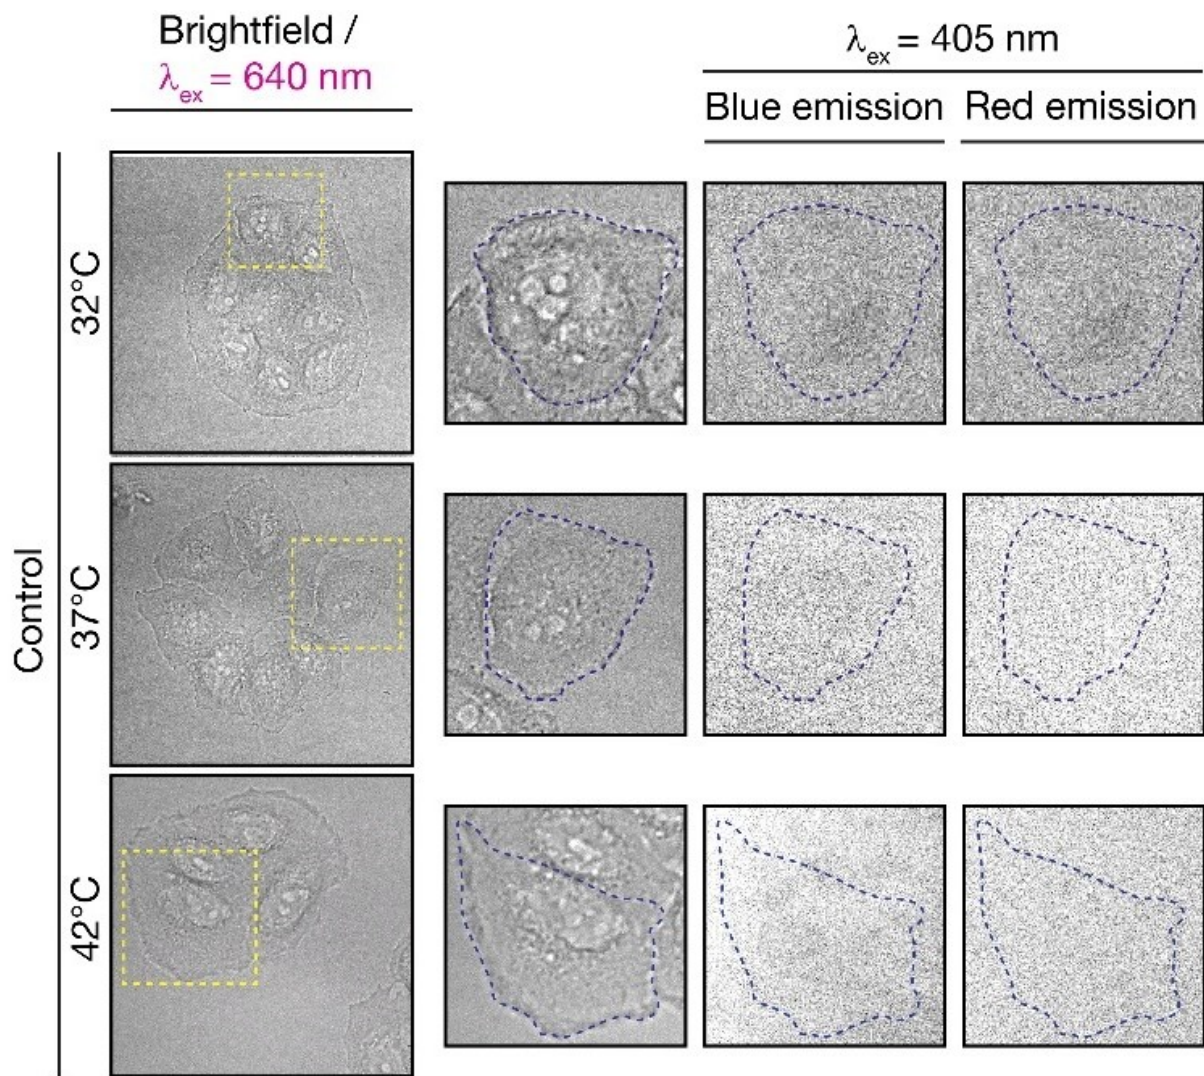 Brightfield /
λex = 640 nm
λex = 405 nm
Blue emission
Red emission
Control
32°C
37°C
42°C